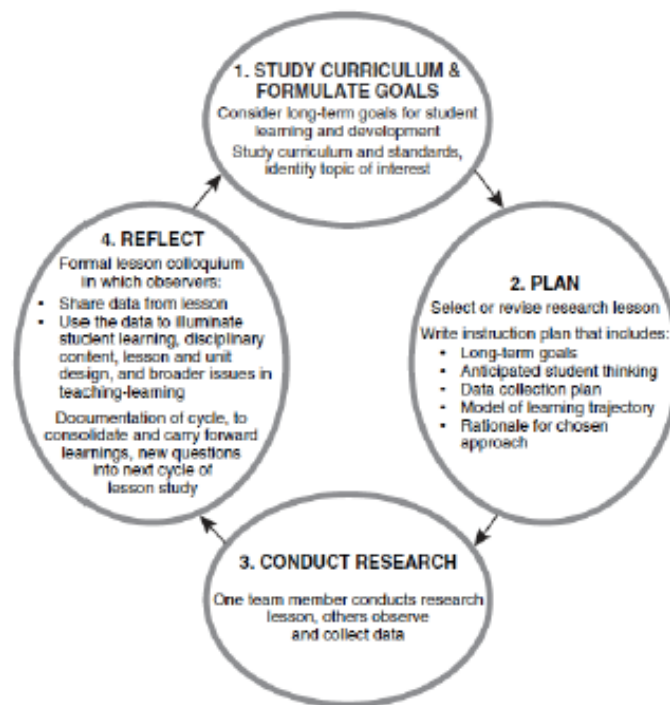 1. STUDY CURRICULUM &
FORMULATE GOALS
Consider long-term goals for student
learning and development
Study curriculum and standards,
identify topic of interest
2. PLAN
Select or revise research lesson
Write instruction plan that includes:
• Long-term goals
• Anticipated student thinking
• Data collection plan
• Model of learning trajectory
• Rationale for chosen
approach
3. CONDUCT RESEARCH
One team member conducts research
lesson, others observe
and collect data
4. REFLECT
Formal lesson colloquium
in which observers:
• Share data from lesson
• Use the data to illuminate
student learning, disciplinary
content, lesson and unit
design, and broader issues in
teaching-learning
Documentation of cycle, to
consolidate and carry forward
learnings, new questions
into next cycle of
lesson study